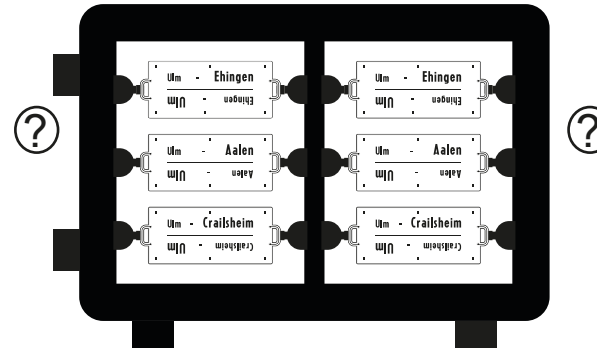 ?
Ulm - Ehingen
Ehingen - Ulm
Ulm - Aalen
Aalen - Ulm
Ulm - Crailsheim
Crailsheim - Ulm
Ulm - Ehingen
Ehingen - Ulm
Ulm - Aalen
Aalen - Ulm
Ulm - Crailsheim
Crailsheim - Ulm
?